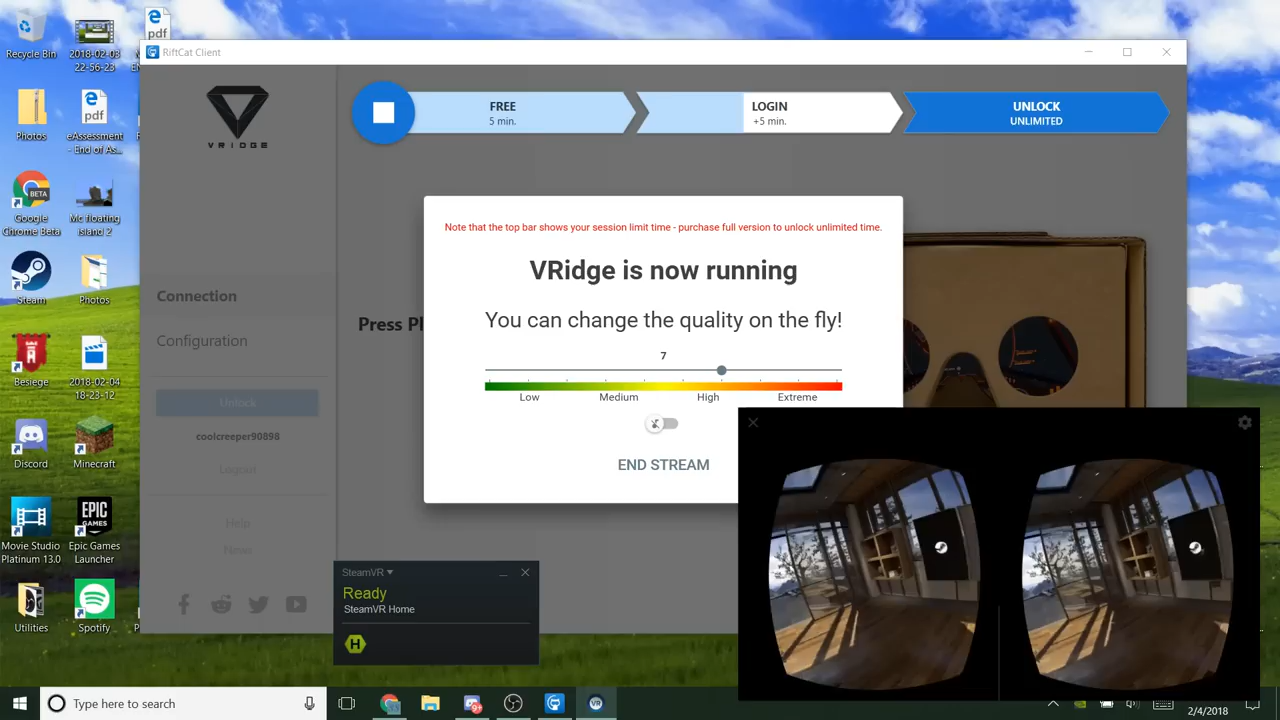 Recycle Bin
2018-02-03
22-56-23
pdf
RiftCat Client
VRIDGE
FREE
5 min.
LOGIN
+5 min.
UNLOCK
UNLIMITED
Photos
pdf
eAssessment
- End of As...
Google
Chrome Beta
BETA
Mc floating
island 2
Steam
Photos
Besiege
2018-02-04
18-23-12
Discord
Minecraft
Movie Studio
Platinum 13.0
EPIC
GAMES
Epic Games
Launcher
Utilities
Spotify
Connection
Configuration
Unlock
coolcreeper90898
Logout
Help
News
Press Pl
Note that the top bar shows your session limit time - purchase full version to unlock unlimited time.
VRidge is now running
You can change the quality on the fly!
7
Low Medium High Extreme
END STREAM
SteamVR
Ready
SteamVR Home
H
Type here to search
VR
2/4/2018